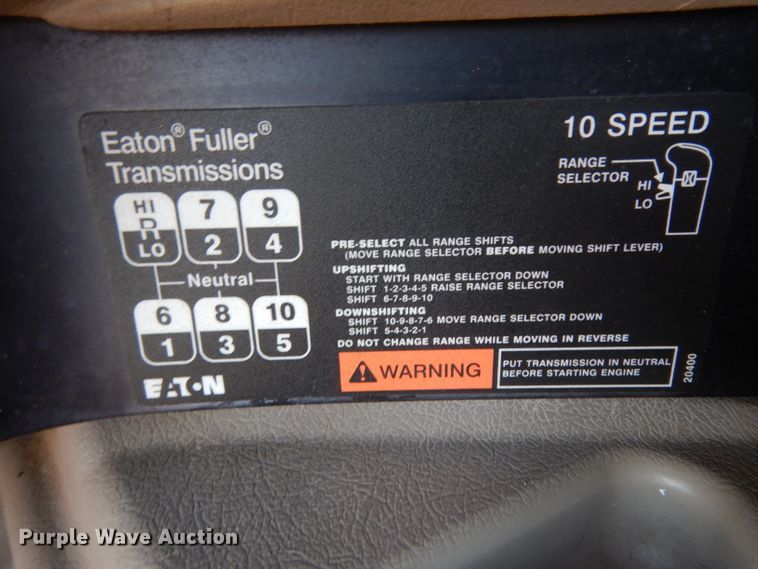 Eaton® Fuller®
Transmissions
10 SPEED
RANGE
SELECTOR
HI
LO
HI 7 9
R
LO 2 4
Neutral
6 8 10
1 3 5
EATON
PRE-SELECT ALL RANGE SHIFTS
(MOVE RANGE SELECTOR BEFORE MOVING SHIFT LEVER)
UPSHIFTING
START WITH RANGE SELECTOR DOWN
SHIFT 1-2-3-4-5 RAISE RANGE SELECTOR
SHIFT 6-7-8-9-10
DOWNSHIFTING
SHIFT 10-9-8-7-6 MOVE RANGE SELECTOR DOWN
SHIFT 5-4-3-2-1
DO NOT CHANGE RANGE WHILE MOVING IN REVERSE
WARNING
PUT TRANSMISSION IN NEUTRAL
BEFORE STARTING ENGINE
20400
Purple Wave Auction